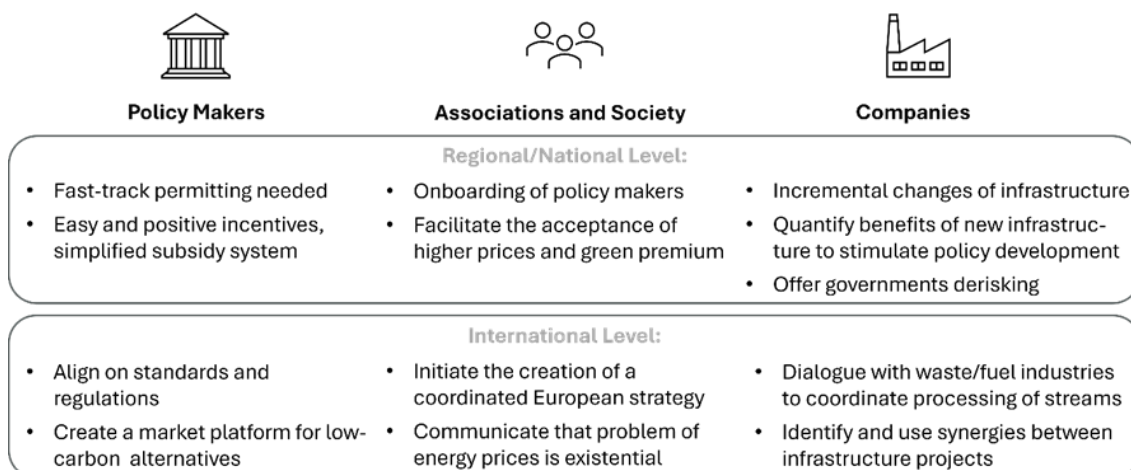 Policy Makers
Associations and Society
Companies
Regional/National Level:
• Fast-track permitting needed
• Easy and positive incentives,
simplified subsidy system
• Onboarding of policy makers
• Facilitate the acceptance of
higher prices and green premium
• Incremental changes of infrastructure
• Quantify benefits of new infrastruc-
ture to stimulate policy development
• Offer governments derisking
International Level:
• Align on standards and
regulations
• Create a market platform for low-
carbon alternatives
• Initiate the creation of a
coordinated European strategy
• Communicate that problem of
energy prices is existential
• Dialogue with waste/fuel industries
to coordinate processing of streams
• Identify and use synergies between
infrastructure projects